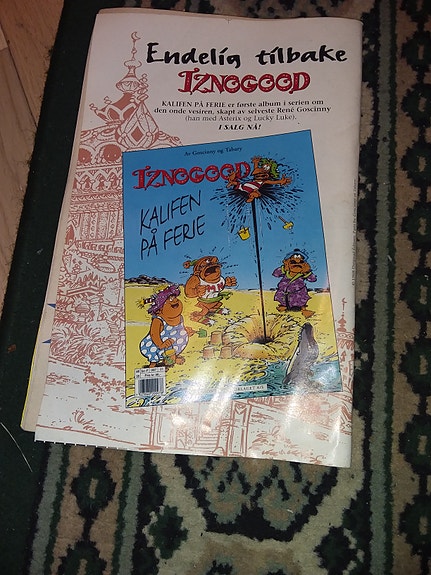 Endelig tilbake
IZNOGOOD
KALIFEN PÅ FERIE er første album i serien om
den onde vesiren, skapt av selveste René Goscinny
(han med Asterix og Lucky Luke).
I SALG NÅ!
Av Goscinny og Tabary
IZNOGOOD
KALIFEN
PÅ FERIE